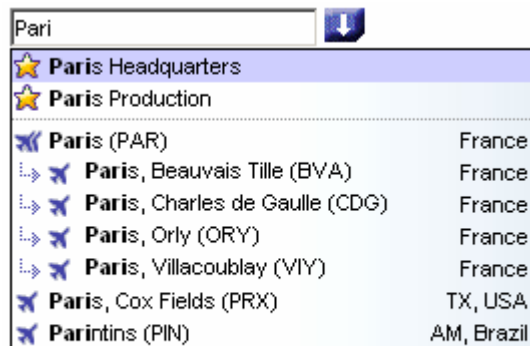 Pari
Paris Headquarters
Paris Production
Paris (PAR) France
Paris, Beauvais Tille (BVA) France
Paris, Charles de Gaulle (CDG) France
Paris, Orly (ORY) France
Paris, Villacoublay (VIY) France
Paris, Cox Fields (PRX) TX, USA
Parintins (PIN) AM, Brazil